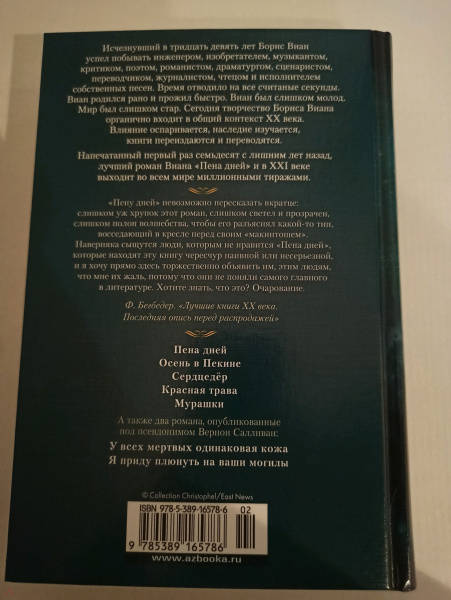 Исчезнувший в тридцать девять лет Борис Виан
успел побывать инженером, изобретателем, музыкантом,
критиком, поэтом, романистом, драматургом, сценаристом,
переводчиком, журналистом, чтецом и исполнителем
собственных песен. Время отводило на все считаные секунды.
Виан родился рано и прожил быстро. Виан был слишком молод.
Мир был слишком стар. Сегодня творчество Бориса Виана
органично входит в общий контекст XX века.
Влияние оспаривается, наследие изучается,
книги переиздаются и переводятся.
Напечатанный первый раз семьдесят с лишним лет назад,
лучший роман Виана «Пена дней» и в XXI веке
выходит во всем мире миллионными тиражами.
«Пену дней» невозможно пересказать вкратце:
слишком уж хрупок этот роман, слишком светел и прозрачен,
слишком полон волшебства, чтобы его разъяснял какой-то тип,
восседающий в кресле перед своим «макинтошем».
Наверняка сыщутся люди, которым не нравится «Пена дней»,
которые находят эту книгу чересчур наивной или несерьезной,
и я хочу прямо здесь торжественно объявить им, этим людям,
что мне их жаль, потому что они не поняли самого главного
в литературе. Хотите знать, что это? Очарование.
Ф. Бегбедер. «Лучшие книги XX века.
Последняя опись перед распродажей»
Пена дней
Осень в Пекине
Сердцедёр
Красная трава
Мурашки
А также два романа, опубликованные
под псевдонимом Вернон Салливан:
У всех мертвых одинаковая кожа
Я приду плюнуть на ваши могилы
© Collection Christophel/East News
ISBN 978-5-389-16578-6 02
9 785389 165786
www.azbooka.ru